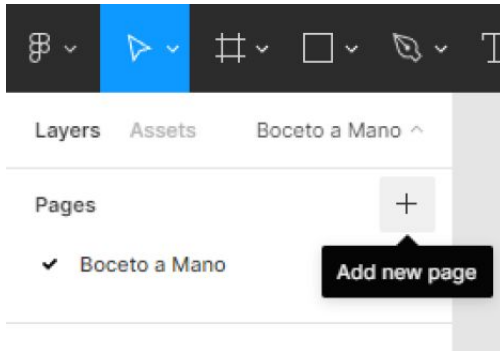 Layers Assets Boceto a Mano
Pages
Boceto a Mano
Add new page